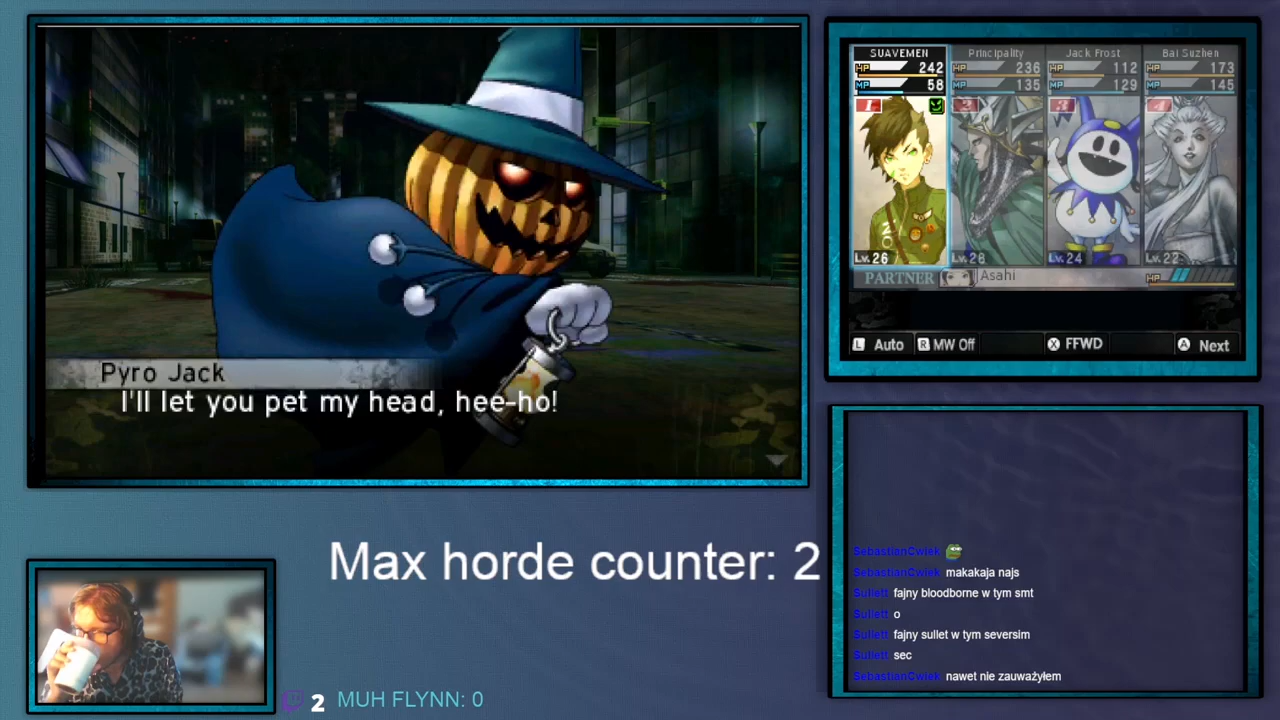 Pyro Jack
I'll let you pet my head, hee-ho!
SUAVEMEN
HP 242
MP 58
Lv.26
Principality
HP 236
MP 135
Lv.28
Jack Frost
HP 112
MP 129
3
Lv.24
Bai Suzhen
HP 173
MP 145
4
Lv.22
PARTNER Asahi HP
L Auto R MW Off X FFWD A Next
Max horde counter: 2
2 MUH FLYNN: 0
SebastianCwiek
SebastianCwiek makakaja najs
Sullett fajny bloodborne w tym smt
Sullett o
Sullett fajny sullet w tym seversim
Sullett sec
SebastianCwiek nawet nie zauważyłem